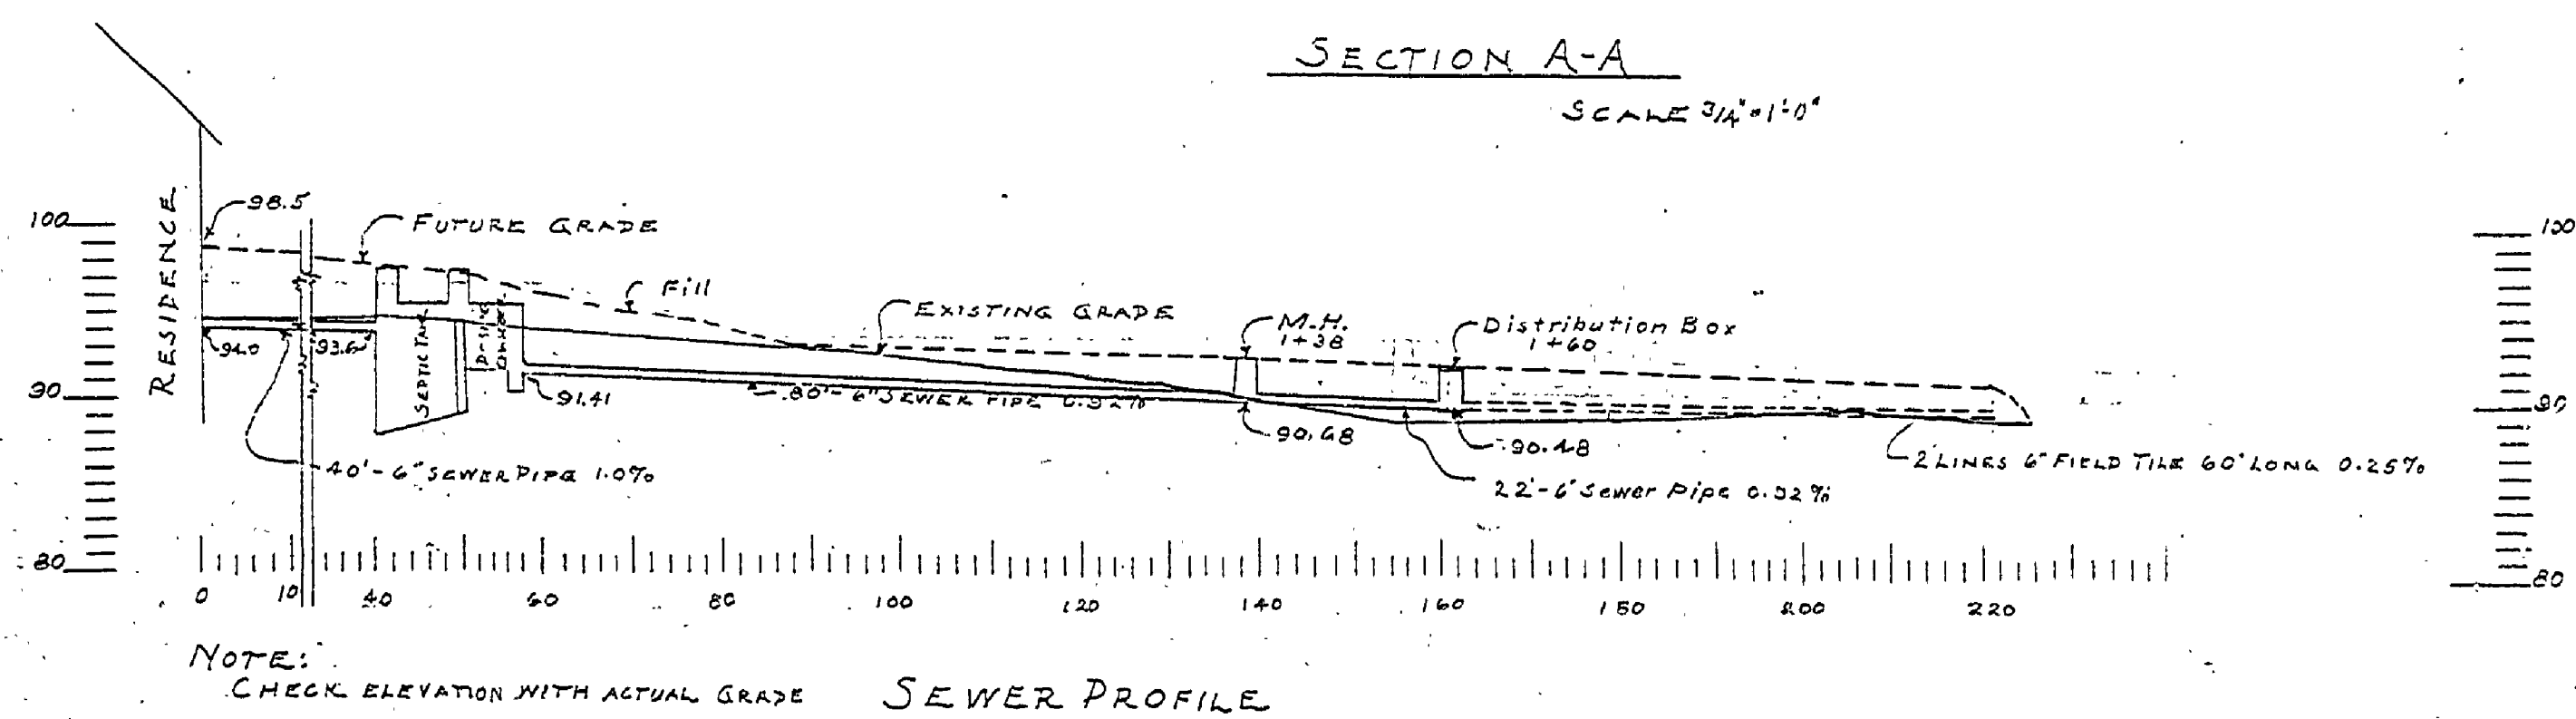 SECTION A-A
SCALE 3/4"=1'-0"
RESIDENCE
98.5
FUTURE GRADE
Fill
EXISTING GRADE
M.H.
1+38
Distribution Box
1+60
100
90
80
100
90
80
94.0
93.6
SEPTIC TANK
91.41
80'-6" SEWER PIPE 0.92%
90.68
90.48
40'-6" SEWER PIPE 1.0%
22'-6" Sewer Pipe 0.92%
2 LINES 6" FIELD TILE 60' LONG 0.25%
0 10 40 60 80 100 120 140 160 180 200 220
NOTE:
CHECK ELEVATION WITH ACTUAL GRADE
SEWER PROFILE